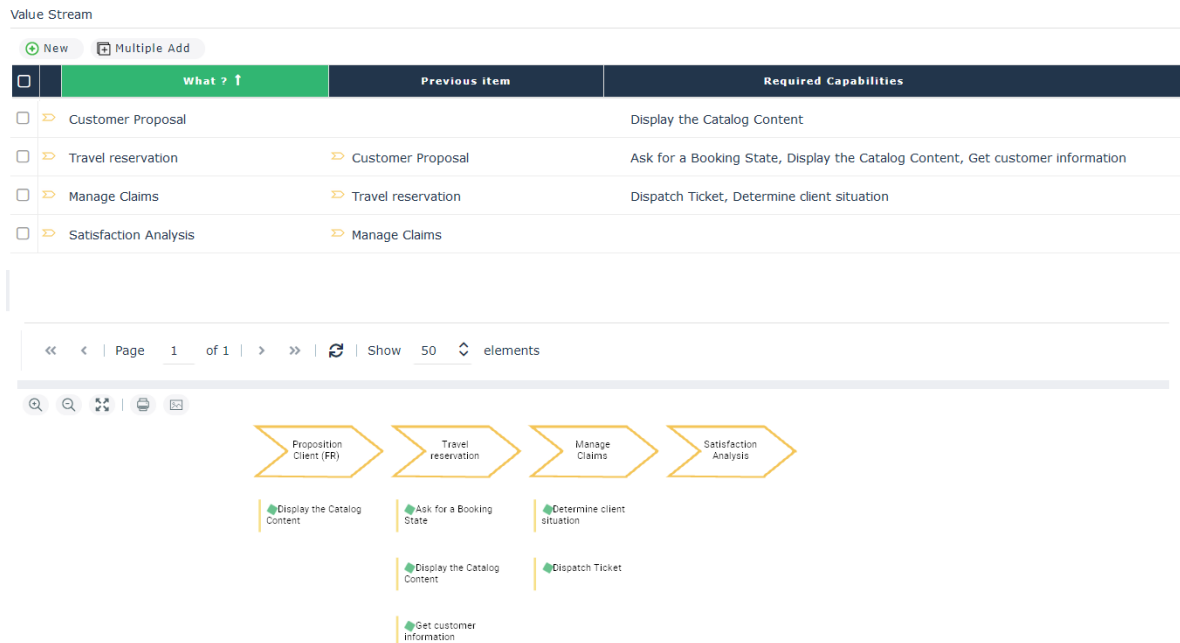 Value Stream
New Multiple Add
What ? ↑ Previous item Required Capabilities
Customer Proposal Display the Catalog Content
Travel reservation Customer Proposal Ask for a Booking State, Display the Catalog Content, Get customer information
Manage Claims Travel reservation Dispatch Ticket, Determine client situation
Satisfaction Analysis Manage Claims
Page 1 of 1 Show 50 elements
Proposition
Client (FR)
Travel
reservation
Manage
Claims
Satisfaction
Analysis
Display the Catalog
Content
Ask for a Booking
State
Determine client
situation
Display the Catalog
Content
Dispatch Ticket
Get customer
information